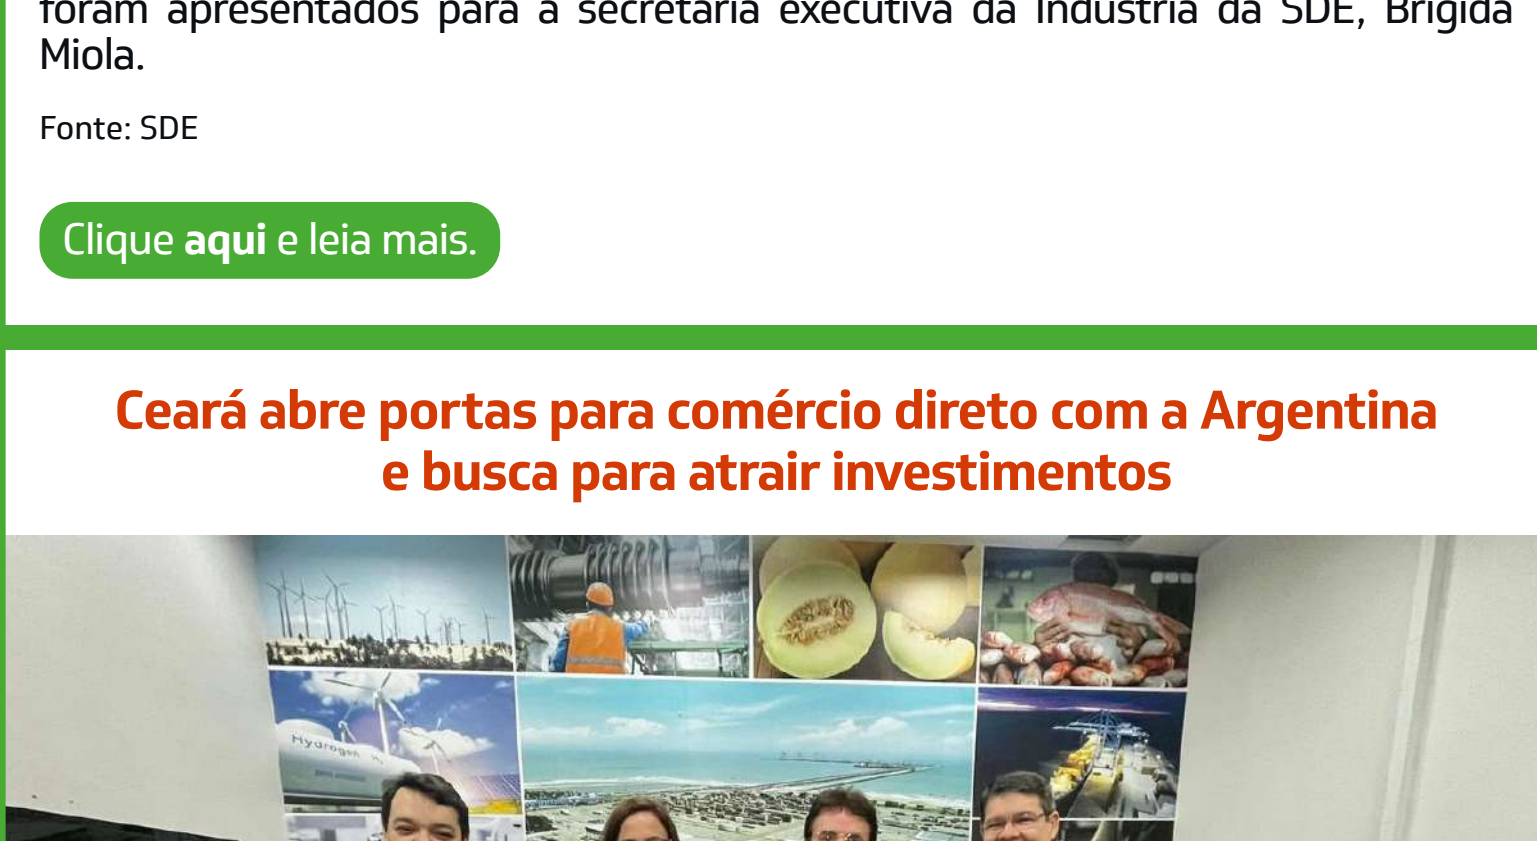 foram apresentados para a secretária executiva da Indústria da SDE, Brígida
Miola.
Fonte: SDE
Clique aqui e leia mais.
Ceará abre portas para comércio direto com a Argentina
e busca para atrair investimentos
Hydrogen